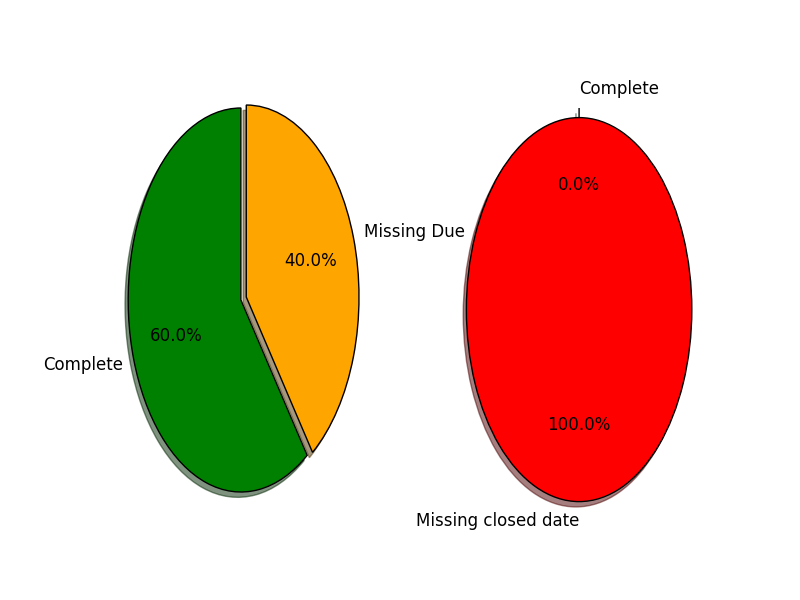 Complete
0.0%
Missing Due
40.0%
60.0%
Complete
100.0%
Missing closed date